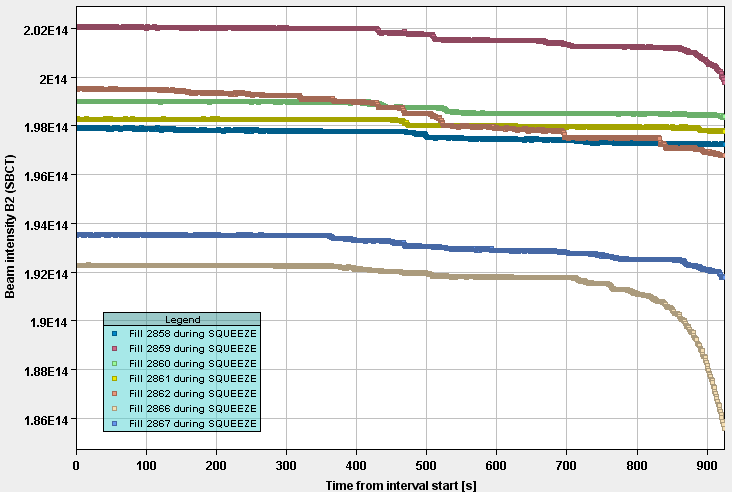 2.02E14
2E14
1.98E14
1.96E14
1.94E14
1.92E14
1.9E14
1.88E14
1.86E14
Beam intensity B2 (SBCT)
Legend
Fill 2858 during SQUEEZE
Fill 2859 during SQUEEZE
Fill 2860 during SQUEEZE
Fill 2861 during SQUEEZE
Fill 2862 during SQUEEZE
Fill 2866 during SQUEEZE
Fill 2867 during SQUEEZE
0 100 200 300 400 500 600 700 800 900
Time from interval start [s]